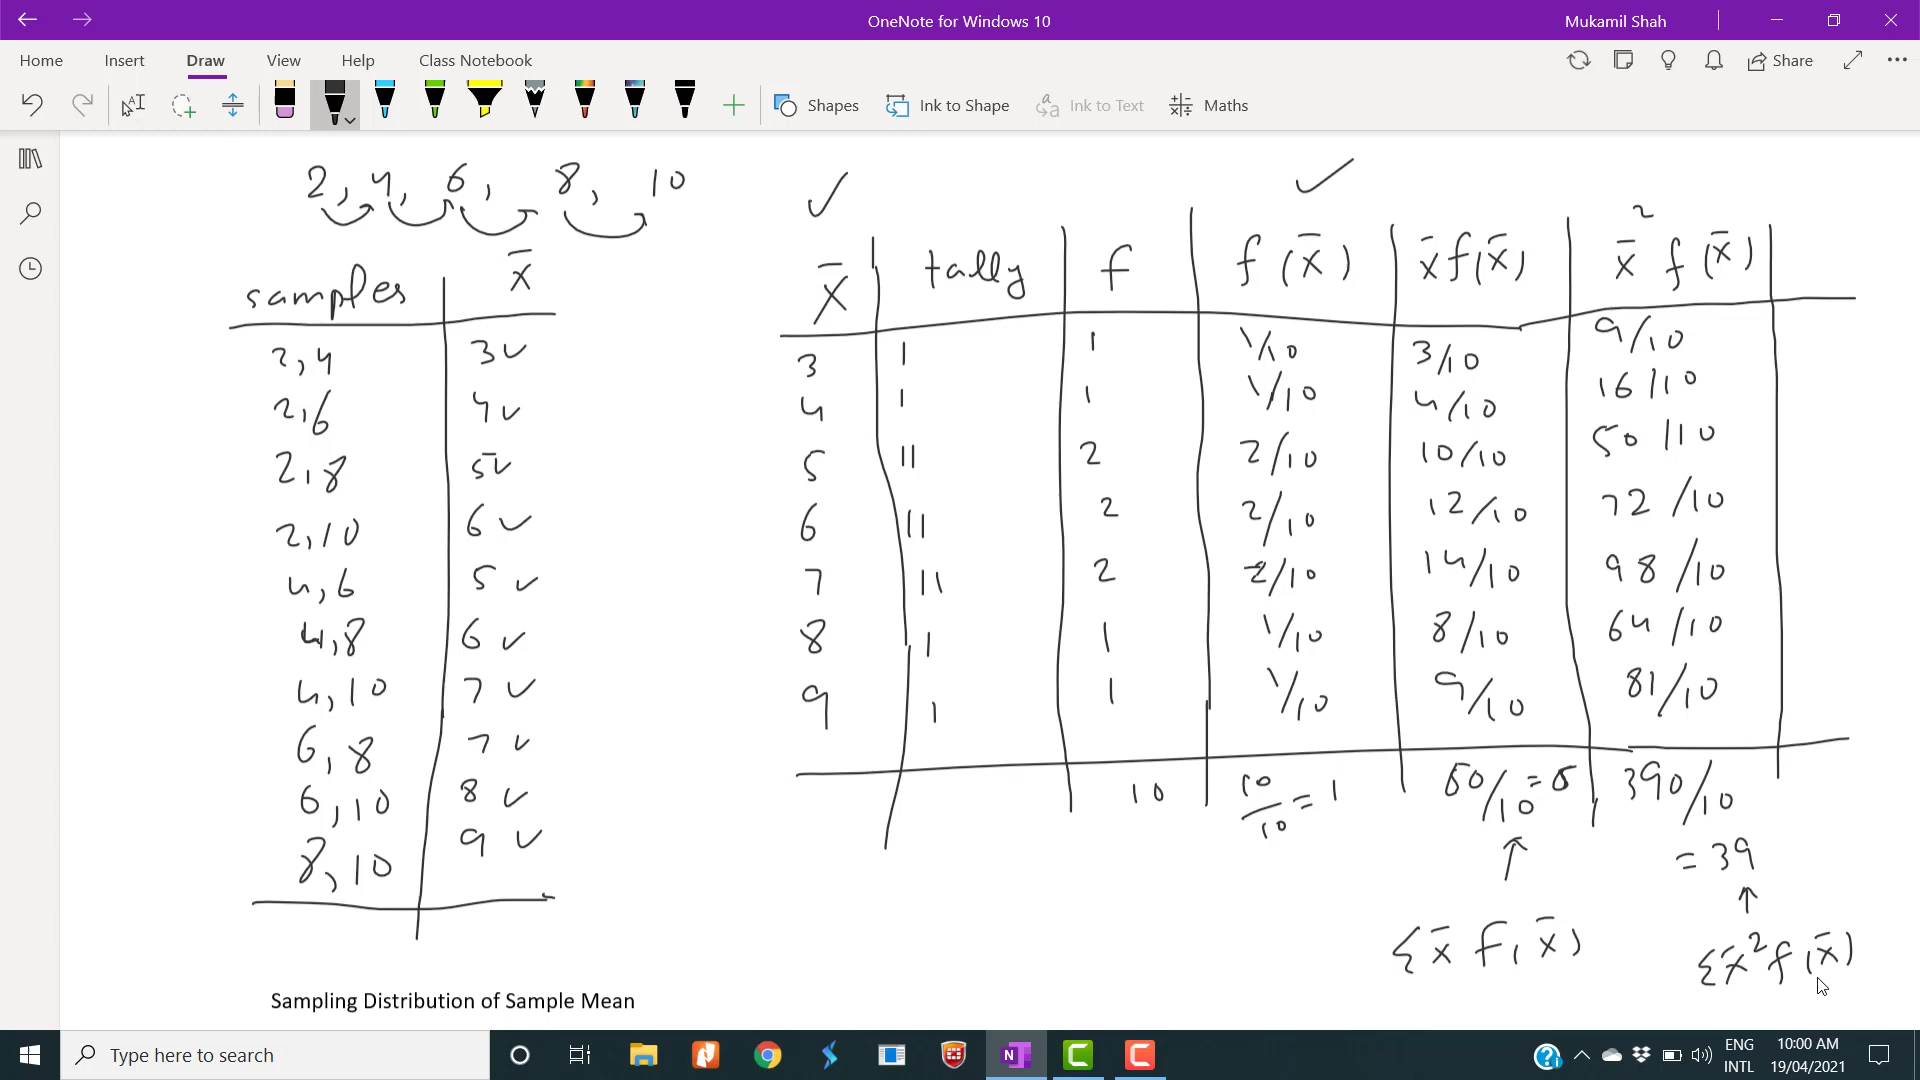 OneNote for Windows 10
Mukamil Shah
Home Insert Draw View Help Class Notebook Share
Shapes Ink to Shape Ink to Text Maths
2, 4, 6, 8, 10
samples x̄
2,4 3
2,6 4
2,8 5
2,10 6
4,6 5
4,8 6
4,10 7
6,8 7
6,10 8
8,10 9
x̄ tally f f(x̄) x̄f(x̄) x̄²f(x̄)
3 | 1 1/10 3/10 9/10
4 | 1 1/10 4/10 16/10
5 || 2 2/10 10/10 50/10
6 || 2 2/10 12/10 72/10
7 || 2 2/10 14/10 98/10
8 | 1 1/10 8/10 64/10
9 | 1 1/10 9/10 81/10
10 10/10 = 1 60/10 = 6 390/10
= 39
Σx̄f(x̄) Σx̄²f(x̄)
Sampling Distribution of Sample Mean
Type here to search
ENG
INTL
10:00 AM
19/04/2021